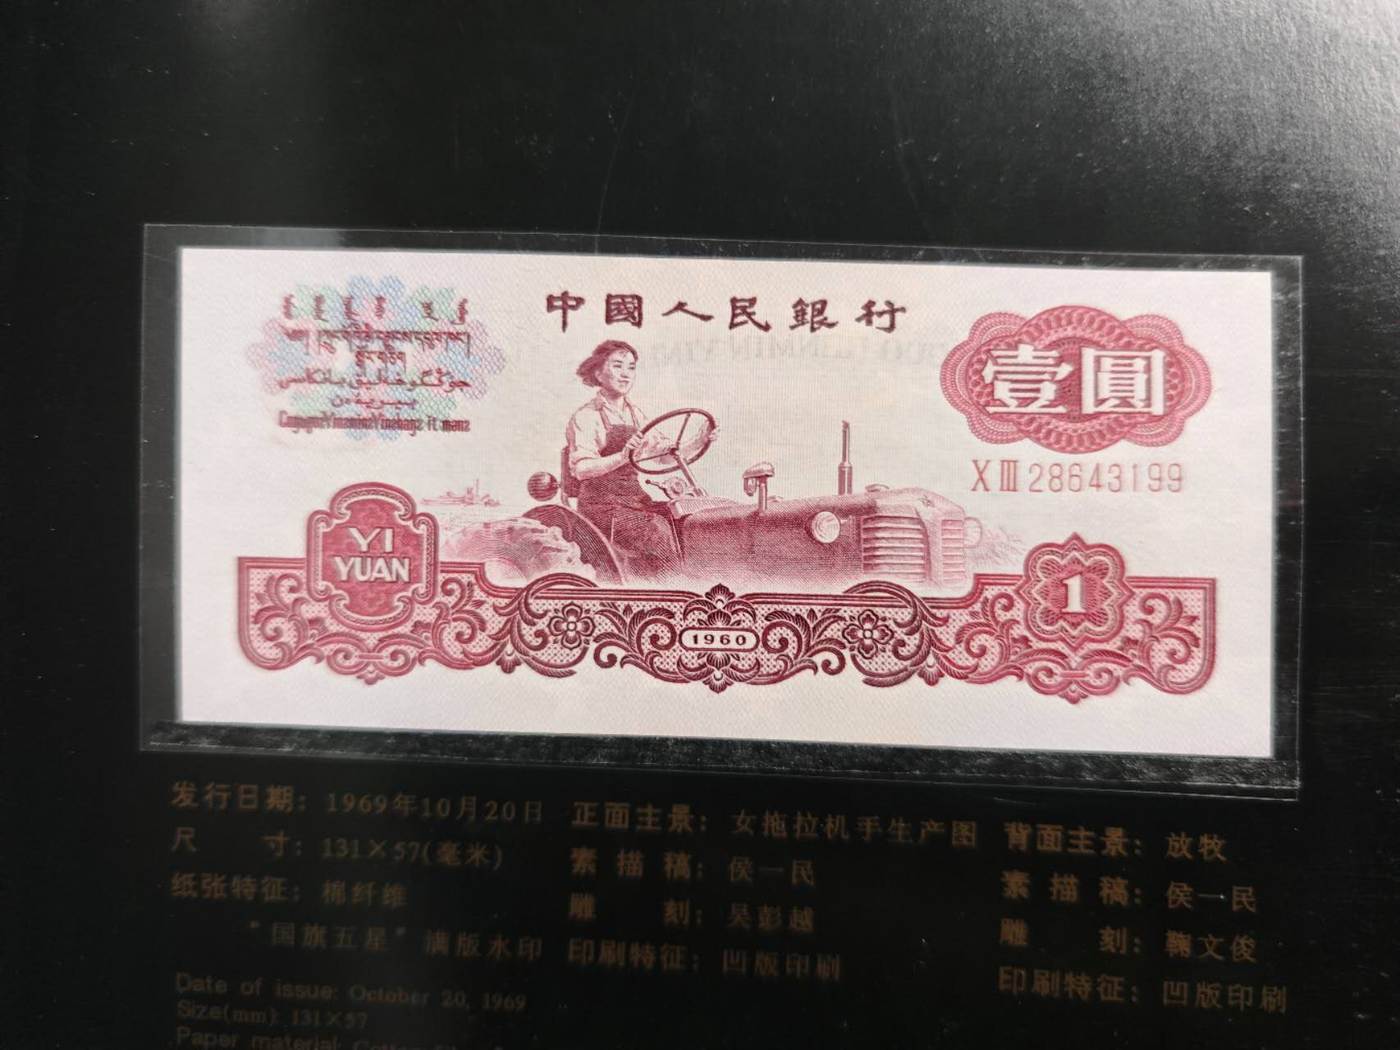 中國人民銀行
壹圓
X III 28643199
YI
YUAN
1960
1
发行日期：1969年10月20日
尺 寸：131×57(毫米)
纸张特征：棉纤维
"国旗五星"满版水印
正面主景：女拖拉机手生产图
素 描 稿：侯一民
雕 刻：吴彭越
印刷特征：凹版印刷
背面主景：放牧
素 描 稿：侯一民
雕 刻：鞠文俊
印刷特征：凹版印刷
Date of issue: October 20, 1969
Size(mm): 131×57
Paper material: